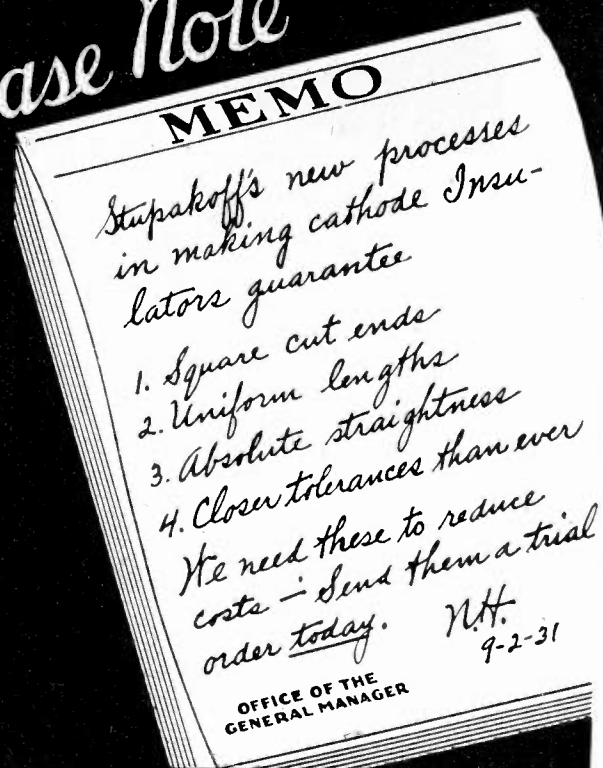 ase Note
MEMO
Stupakoff's new processes
in making cathode Insu-
lators guarantee
1. Square cut ends
2. Uniform lengths
3. Absolute straightness
4. Closer tolerances than ever
We need these to reduce
costs — Send them a trial
order today. N.H.
9-2-31
OFFICE OF THE
GENERAL MANAGER